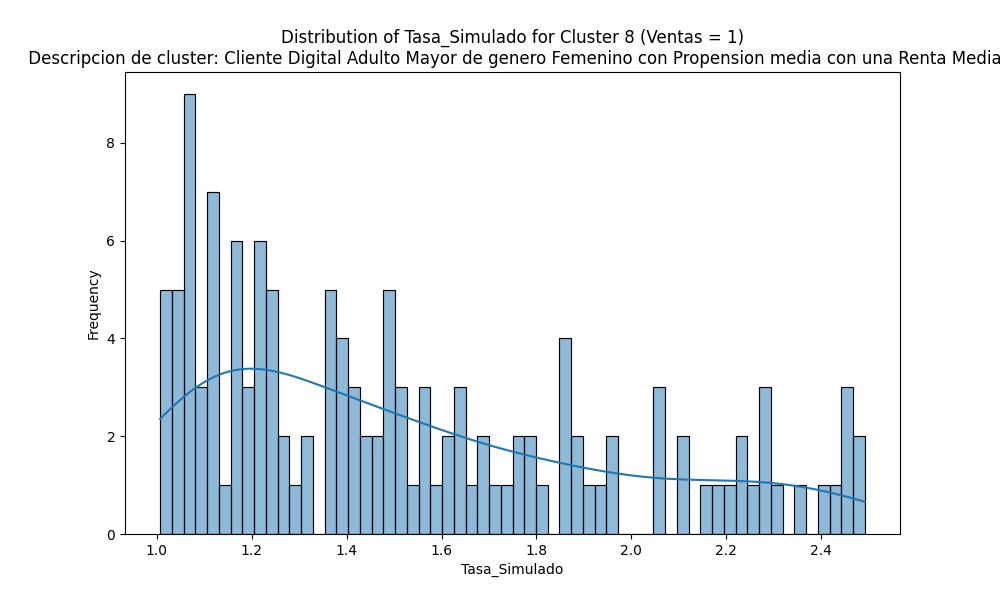 Distribution of Tasa_Simulado for Cluster 8 (Ventas = 1)
Descripcion de cluster: Cliente Digital Adulto Mayor de genero Femenino con Propension media con una Renta Media
8
6
4
2
0
Frequency
1.0 1.2 1.4 1.6 1.8 2.0 2.2 2.4
Tasa_Simulado